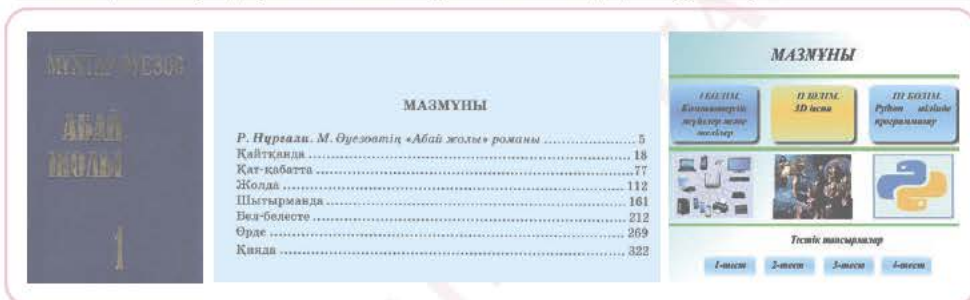 МҰХТАР ӘУЕЗОВ
АБАЙ
ЖОЛЫ
1
МАЗМҰНЫ
Р. Нұрғали. М. Әуезовтің «Абай жолы» романы ........ 5
Қайтқанда ........ 18
Қат-қабатта ........ 77
Жолда ........ 112
Шытырманда ........ 161
Бел-белесте ........ 212
Өрде ........ 269
Қияда ........ 322
МАЗМҰНЫ
I БӨЛІМ.
Компьютерлік
жүйелер және
желілер
II БӨЛІМ.
3D іспен
III БӨЛІМ.
Python тілінде
программалау
Тестік тапсырмалар
1-тест 2-тест 3-тест 4-тест